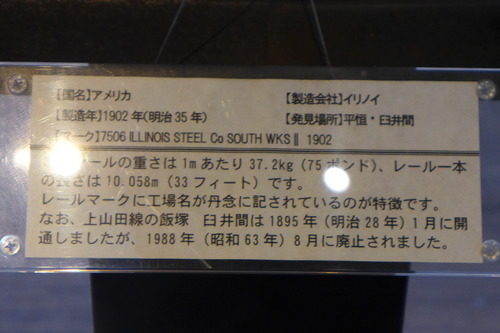 【国名】アメリカ 【製造会社】イリノイ
【製造年】1902年(明治35年) 【発見場所】平恒・臼井間
【マーク】7506 ILLINOIS STEEL Co SOUTH WKS‖ 1902
ールの重さは1mあたり37.2kg(75ポンド)、レール一本
の長さは10.058m(33フィート)です。
レールマークに工場名が丹念に記されているのが特徴です。
なお、上山田線の飯塚 臼井間は1895年(明治28年)1月に開
通しましたが、1988年(昭和63年)8月に廃止されました。